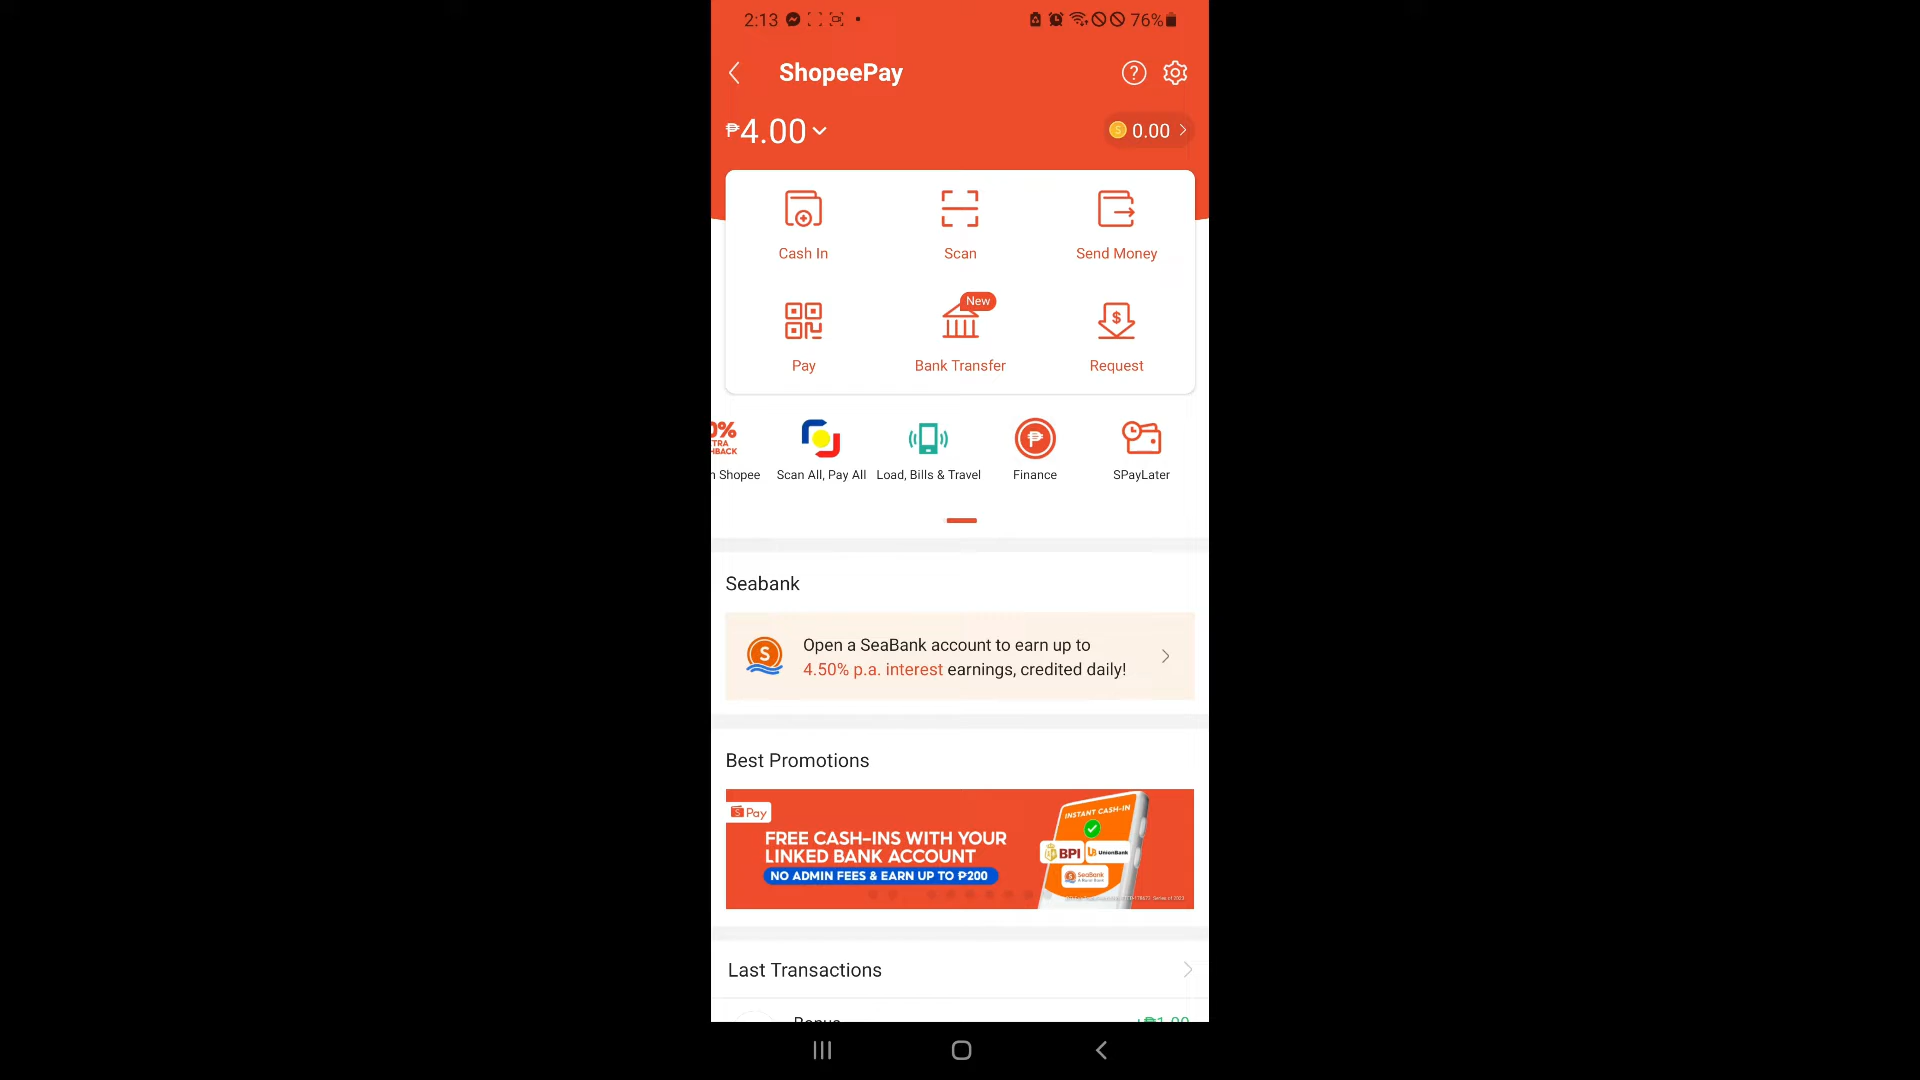 2:13
76%
ShopeePay
₱4.00
0.00
Cash In
Scan
Send Money
New
Pay
Bank Transfer
Request
Shopee
Scan All, Pay All
Load, Bills & Travel
Finance
SPayLater
Seabank
Open a SeaBank account to earn up to
4.50% p.a. interest earnings, credited daily!
Best Promotions
Pay
FREE CASH-INS WITH YOUR
LINKED BANK ACCOUNT
NO ADMIN FEES & EARN UP TO ₱200
INSTANT CASH-IN
BPI
UnionBank
SeaBank
Last Transactions